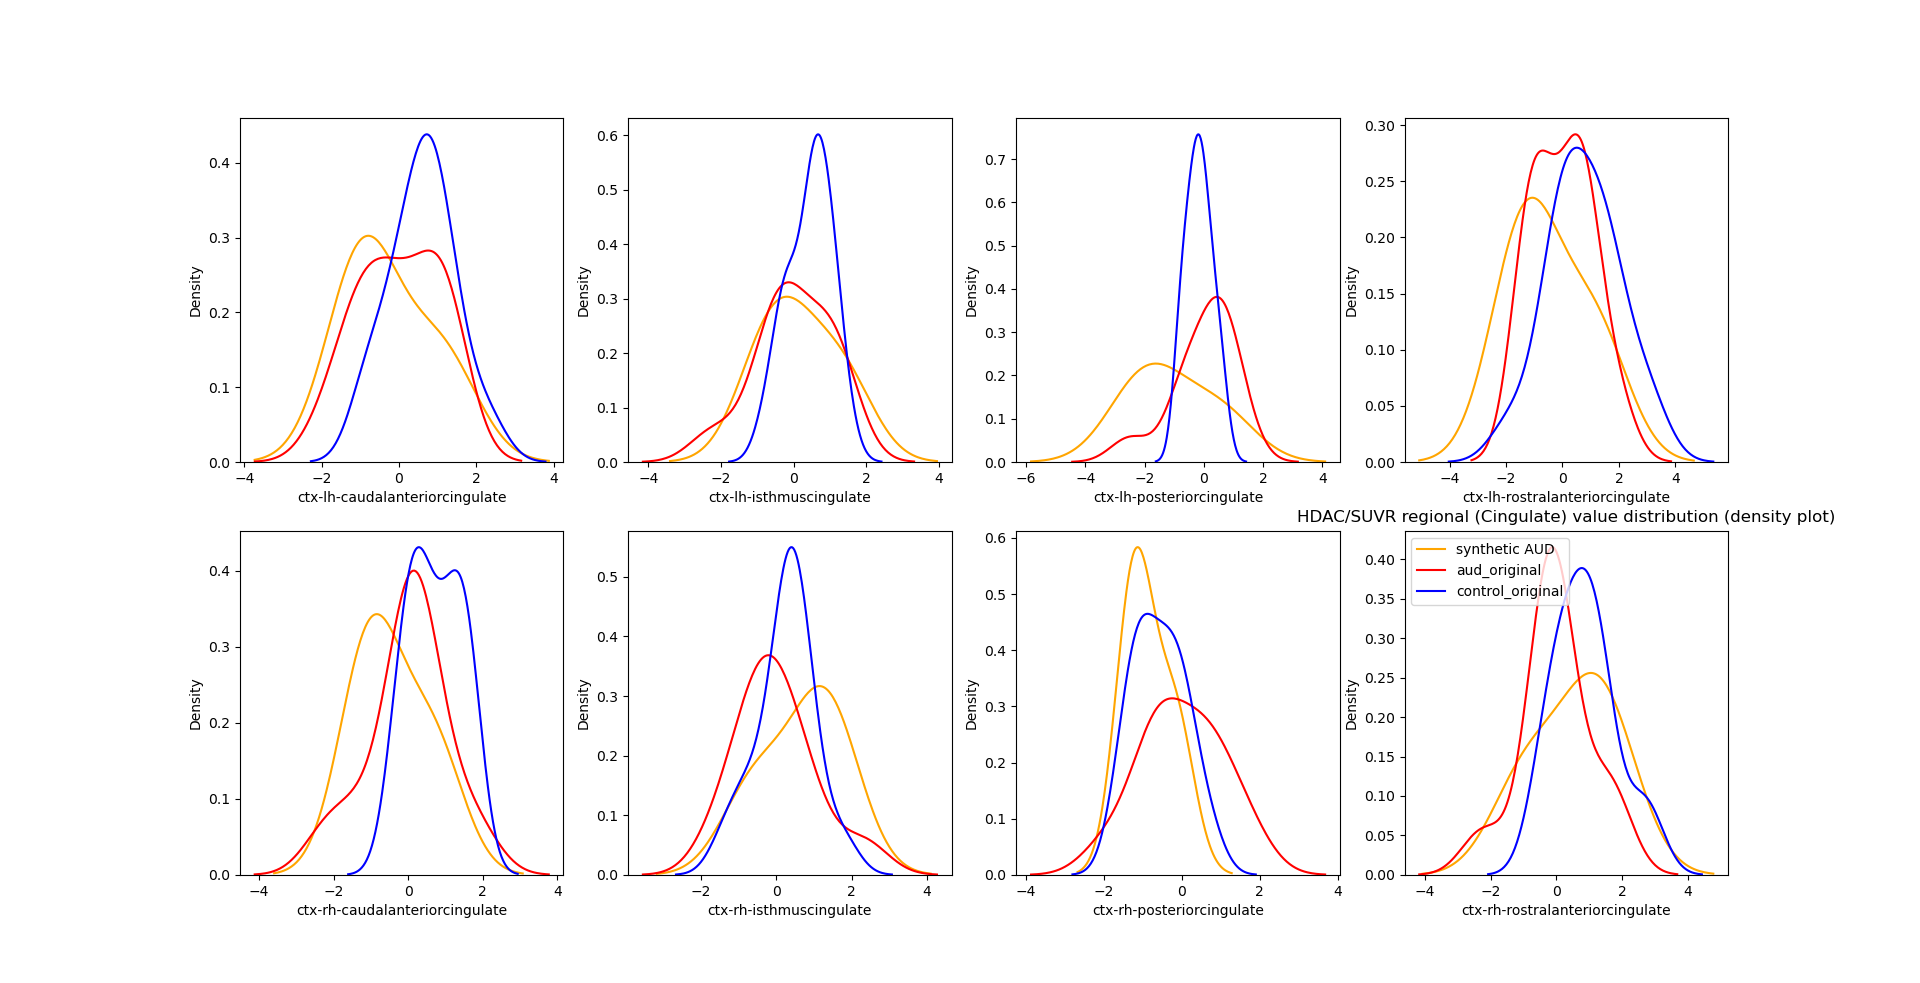 0.4
0.3
0.2
0.1
0.0
Density
−4 −2 0 2 4
ctx-lh-caudalanteriorcingulate
0.6
0.5
0.4
0.3
0.2
0.1
0.0
Density
−4 −2 0 2 4
ctx-lh-isthmuscingulate
0.7
0.6
0.5
0.4
0.3
0.2
0.1
0.0
Density
−6 −4 −2 0 2 4
ctx-lh-posteriorcingulate
0.30
0.25
0.20
0.15
0.10
0.05
0.00
Density
−4 −2 0 2 4
ctx-lh-rostralanteriorcingulate
0.4
0.3
0.2
0.1
0.0
Density
−4 −2 0 2 4
ctx-rh-caudalanteriorcingulate
0.5
0.4
0.3
0.2
0.1
0.0
Density
−2 0 2 4
ctx-rh-isthmuscingulate
0.6
0.5
0.4
0.3
0.2
0.1
0.0
Density
−4 −2 0 2 4
ctx-rh-posteriorcingulate
HDAC/SUVR regional (Cingulate) value distribution (density plot)
synthetic AUD
aud_original
control_original
0.40
0.35
0.30
0.25
0.20
0.15
0.10
0.05
0.00
Density
−4 −2 0 2 4
ctx-rh-rostralanteriorcingulate